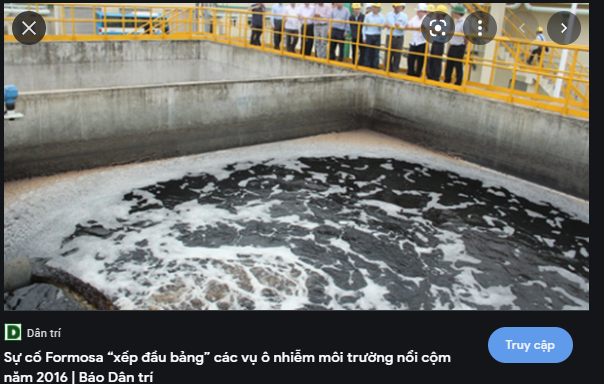 Dân trí
Sự cố Formosa “xếp đầu bảng” các vụ ô nhiễm môi trường nổi cộm
năm 2016 | Báo Dân trí
Truy cập